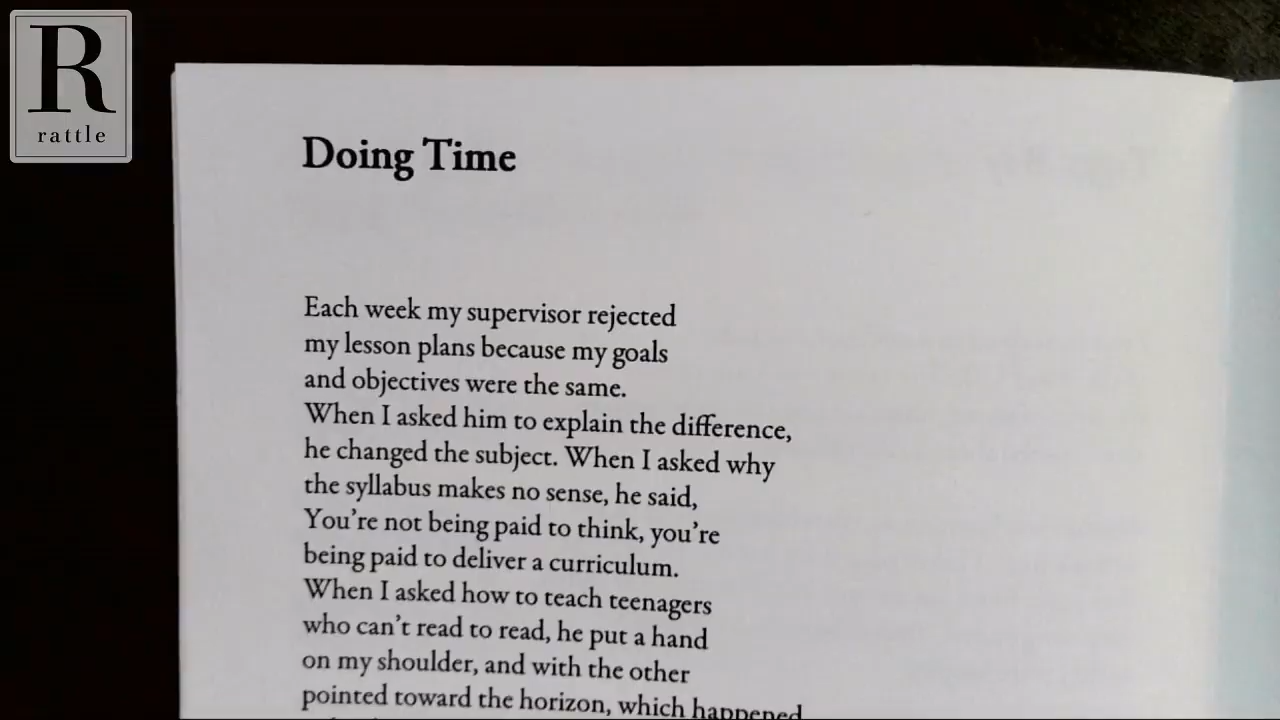 R
rattle
Doing Time
Each week my supervisor rejected
my lesson plans because my goals
and objectives were the same.
When I asked him to explain the difference,
he changed the subject. When I asked why
the syllabus makes no sense, he said,
You're not being paid to think, you're
being paid to deliver a curriculum.
When I asked how to teach teenagers
who can't read to read, he put a hand
on my shoulder, and with the other
pointed toward the horizon, which happened